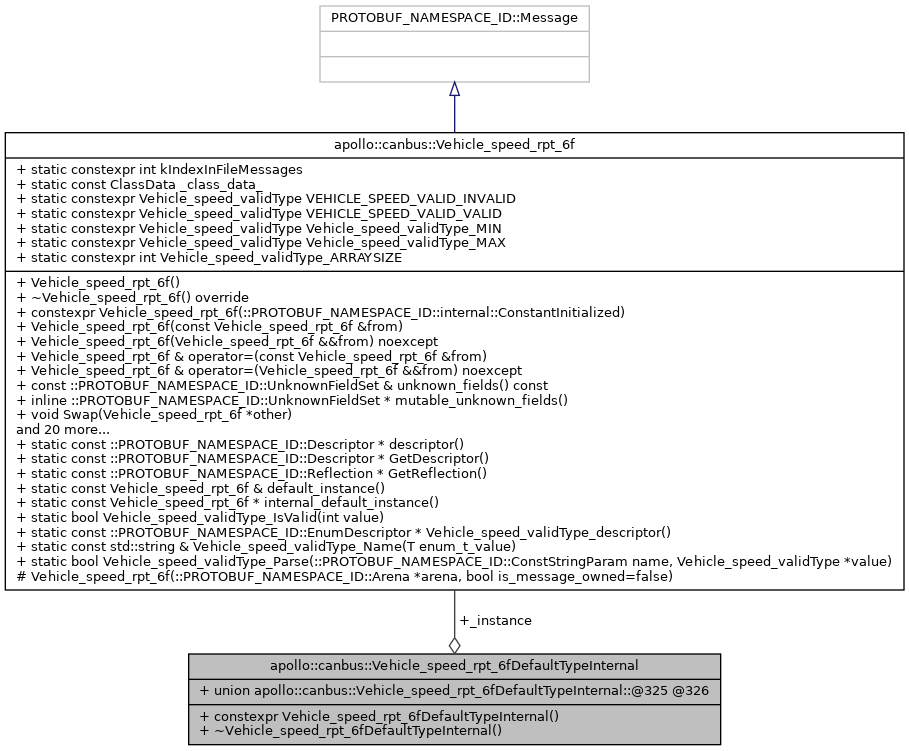 PROTOBUF_NAMESPACE_ID::Message
apollo::canbus::Vehicle_speed_rpt_6f
+ static constexpr int kIndexInFileMessages
+ static const ClassData _class_data_
+ static constexpr Vehicle_speed_validType VEHICLE_SPEED_VALID_INVALID
+ static constexpr Vehicle_speed_validType VEHICLE_SPEED_VALID_VALID
+ static constexpr Vehicle_speed_validType Vehicle_speed_validType_MIN
+ static constexpr Vehicle_speed_validType Vehicle_speed_validType_MAX
+ static constexpr int Vehicle_speed_validType_ARRAYSIZE
+ Vehicle_speed_rpt_6f()
+ ~Vehicle_speed_rpt_6f() override
+ constexpr Vehicle_speed_rpt_6f(::PROTOBUF_NAMESPACE_ID::internal::ConstantInitialized)
+ Vehicle_speed_rpt_6f(const Vehicle_speed_rpt_6f &from)
+ Vehicle_speed_rpt_6f(Vehicle_speed_rpt_6f &&from) noexcept
+ Vehicle_speed_rpt_6f & operator=(const Vehicle_speed_rpt_6f &from)
+ Vehicle_speed_rpt_6f & operator=(Vehicle_speed_rpt_6f &&from) noexcept
+ const ::PROTOBUF_NAMESPACE_ID::UnknownFieldSet & unknown_fields() const
+ inline ::PROTOBUF_NAMESPACE_ID::UnknownFieldSet * mutable_unknown_fields()
+ void Swap(Vehicle_speed_rpt_6f *other)
and 20 more...
+ static const ::PROTOBUF_NAMESPACE_ID::Descriptor * descriptor()
+ static const ::PROTOBUF_NAMESPACE_ID::Descriptor * GetDescriptor()
+ static const ::PROTOBUF_NAMESPACE_ID::Reflection * GetReflection()
+ static const Vehicle_speed_rpt_6f & default_instance()
+ static const Vehicle_speed_rpt_6f * internal_default_instance()
+ static bool Vehicle_speed_validType_IsValid(int value)
+ static const ::PROTOBUF_NAMESPACE_ID::EnumDescriptor * Vehicle_speed_validType_descriptor()
+ static const std::string & Vehicle_speed_validType_Name(T enum_t_value)
+ static bool Vehicle_speed_validType_Parse(::PROTOBUF_NAMESPACE_ID::ConstStringParam name, Vehicle_speed_validType *value)
# Vehicle_speed_rpt_6f(::PROTOBUF_NAMESPACE_ID::Arena *arena, bool is_message_owned=false)
+_instance
apollo::canbus::Vehicle_speed_rpt_6fDefaultTypeInternal
+ union apollo::canbus::Vehicle_speed_rpt_6fDefaultTypeInternal::@325 @326
+ constexpr Vehicle_speed_rpt_6fDefaultTypeInternal()
+ ~Vehicle_speed_rpt_6fDefaultTypeInternal()